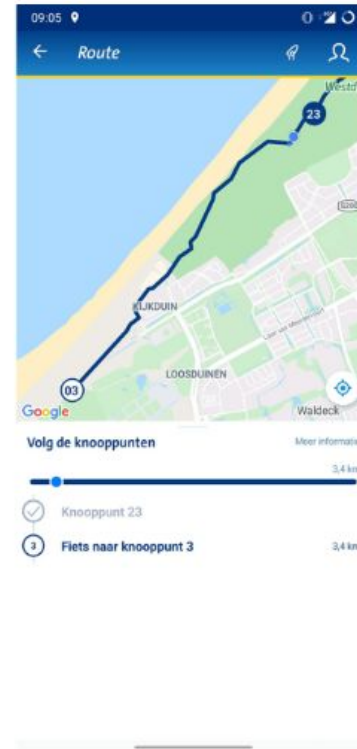 09:05
Route
23
KIJKDUIN
LOOSDUINEN
03
Google
Waldeck
Volg de knooppunten
Meer informatie
3,4 km
Knooppunt 23
3
Fiets naar knooppunt 3
3,4 km